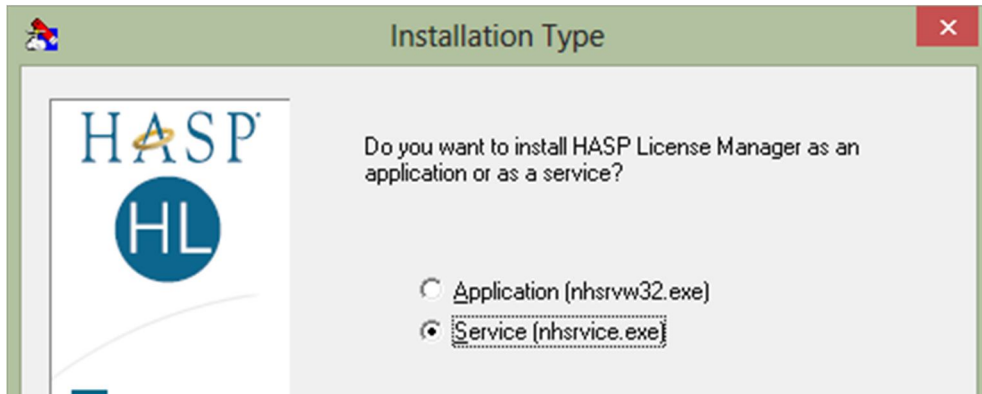 Installation Type
HASP
HL
Do you want to install HASP License Manager as an
application or as a service?
Application (nhsrvw32.exe)
Service (nhsrvice.exe)